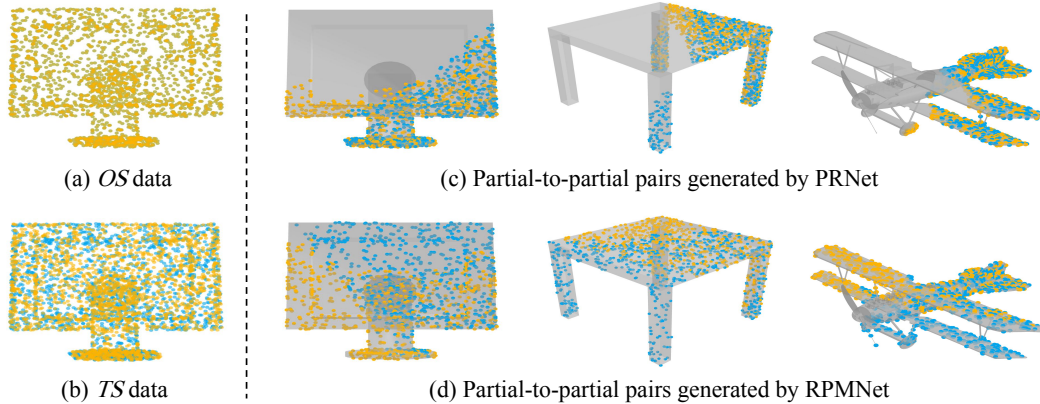 (a) OS data
(c) Partial-to-partial pairs generated by PRNet
(b) TS data
(d) Partial-to-partial pairs generated by RPMNet